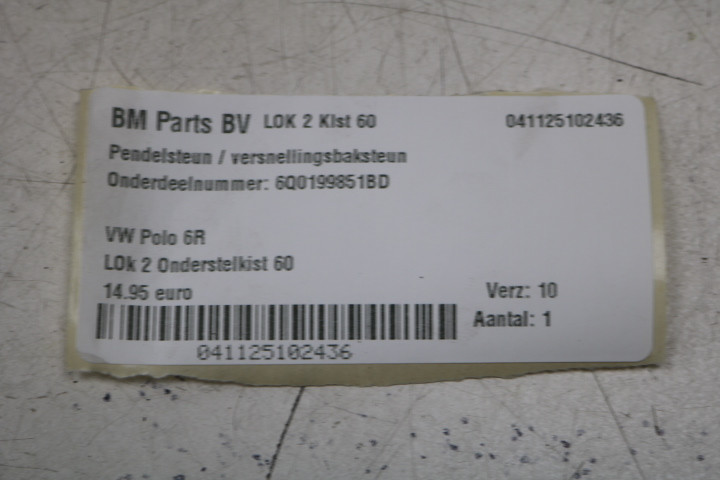 BM Parts BV LOK 2 Kist 60 041125102436
Pendelsteun / versnellingsbaksteun
Onderdeelnummer: 6Q0199851BD
VW Polo 6R
LOk 2 Onderstelkist 60
14.95 euro Verz: 10
Aantal: 1
041125102436